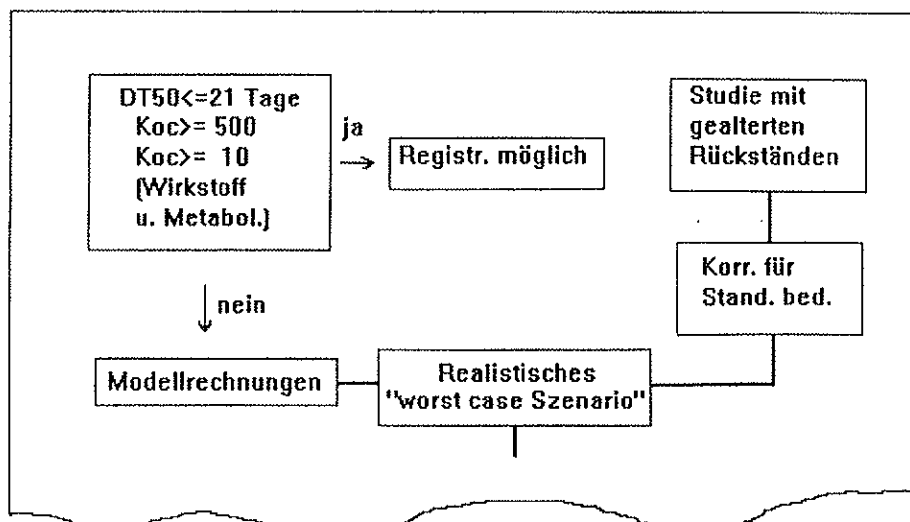 DT50<=21 Tage
Koc>= 500
Koc>= 10
(Wirkstoff
u. Metabol.)
ja
Registr. möglich
Studie mit
gealterten
Rückständen
Korr. für
Stand. bed.
nein
Modellrechnungen
Realistisches
"worst case Szenario"